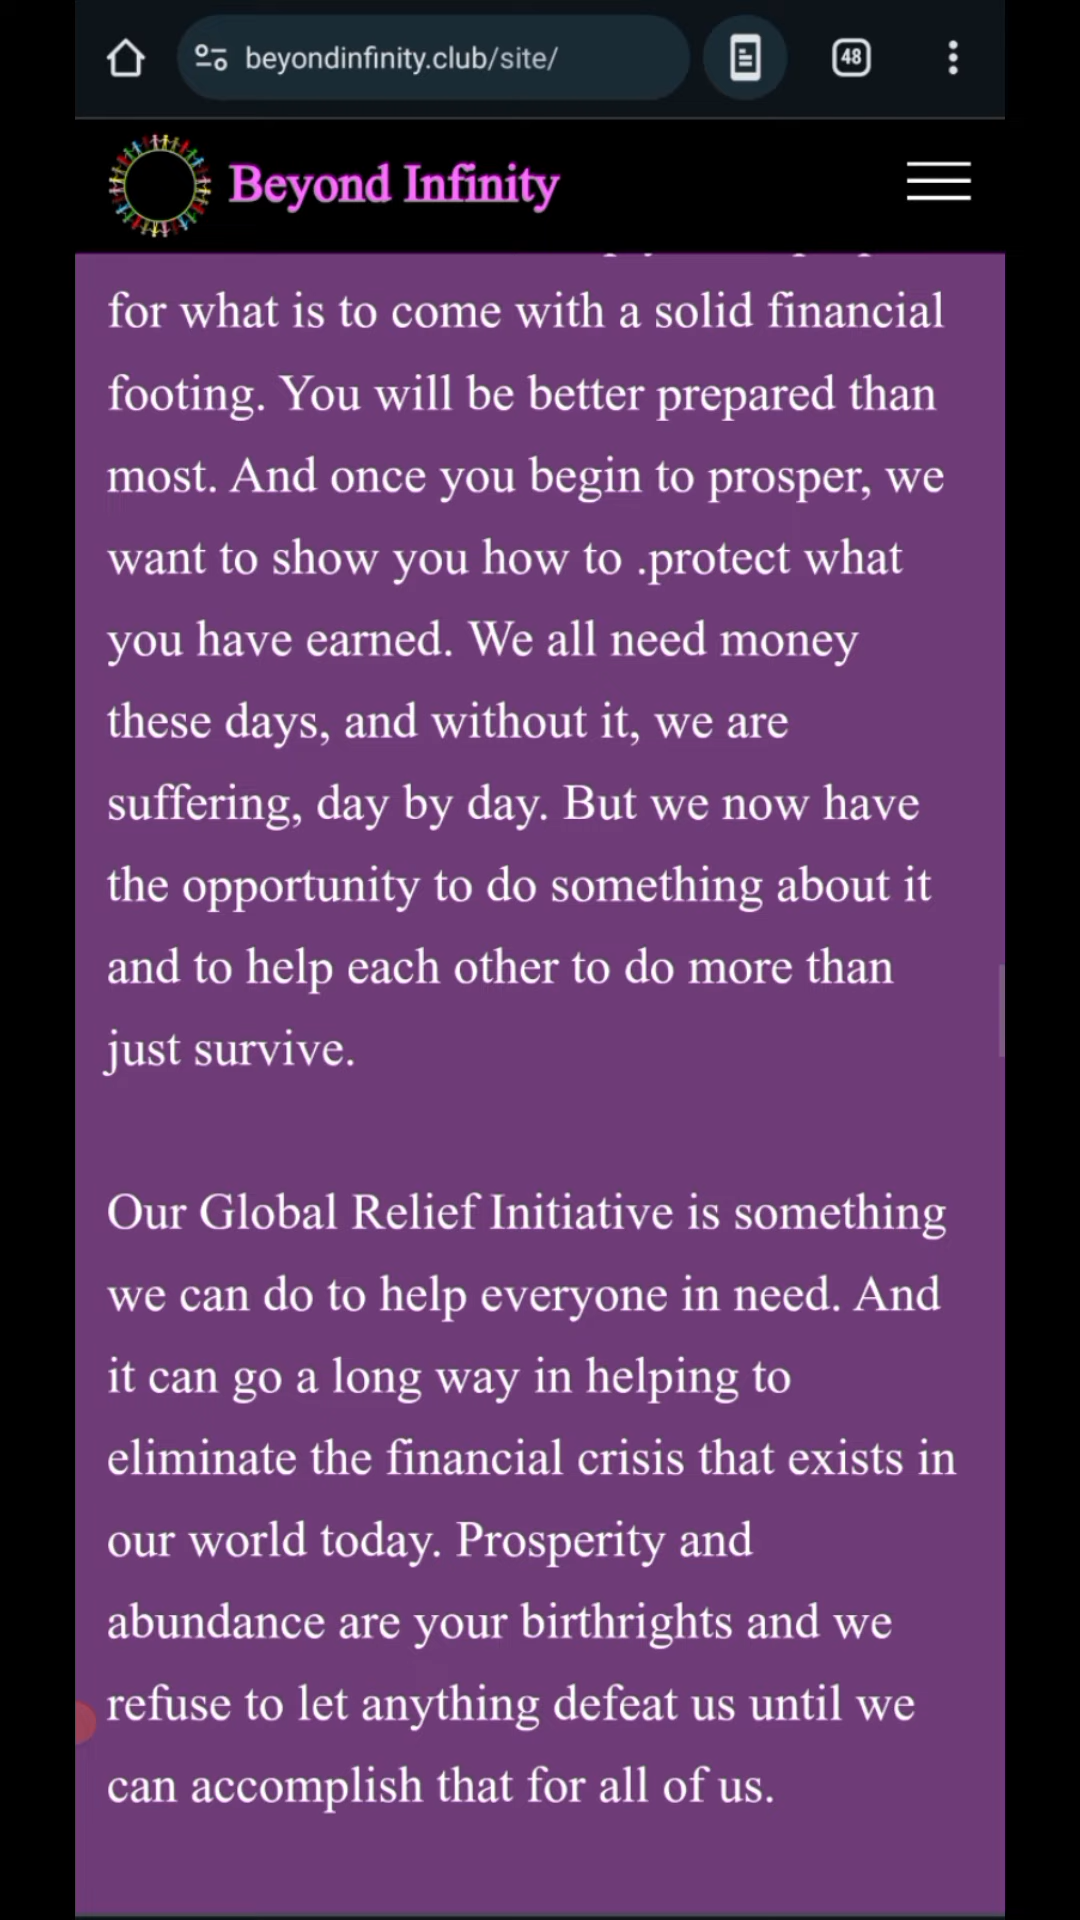 beyondinfinity.club/site/
48
Beyond Infinity
for what is to come with a solid financial
footing. You will be better prepared than
most. And once you begin to prosper, we
want to show you how to .protect what
you have earned. We all need money
these days, and without it, we are
suffering, day by day. But we now have
the opportunity to do something about it
and to help each other to do more than
just survive.
Our Global Relief Initiative is something
we can do to help everyone in need. And
it can go a long way in helping to
eliminate the financial crisis that exists in
our world today. Prosperity and
abundance are your birthrights and we
refuse to let anything defeat us until we
can accomplish that for all of us.